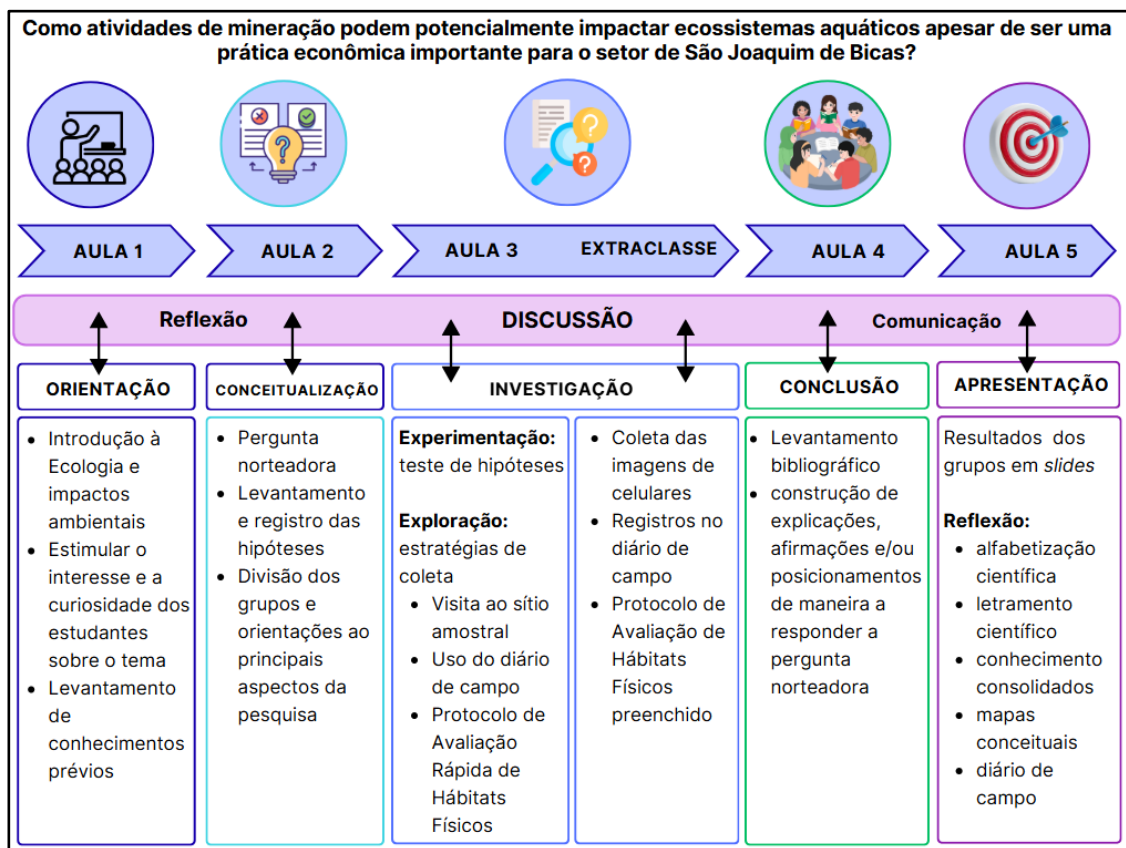 Como atividades de mineração podem potencialmente impactar ecossistemas aquáticos apesar de ser uma
prática econômica importante para o setor de São Joaquim de Bicas?
AULA 1
AULA 2
AULA 3
EXTRACLASSE
AULA 4
AULA 5
Reflexão
DISCUSSÃO
Comunicação
ORIENTAÇÃO
CONCEITUALIZAÇÃO
INVESTIGAÇÃO
CONCLUSÃO
APRESENTAÇÃO
• Introdução à
Ecologia e
impactos
ambientais
• Estimular o
interesse e a
curiosidade dos
estudantes
sobre o tema
• Levantamento
de
conhecimentos
prévios
• Pergunta
norteadora
• Levantamento
e registro das
hipóteses
• Divisão dos
grupos e
orientações ao
principais
aspectos da
pesquisa
Experimentação:
teste de hipóteses
Exploração:
estratégias de
coleta
• Visita ao sítio
amostral
• Uso do diário
de campo
• Protocolo de
Avaliação
Rápida de
Hábitats
Físicos
• Coleta das
imagens de
celulares
• Registros no
diário de
campo
• Protocolo de
Avaliação de
Hábitats
Físicos
preenchido
• Levantamento
bibliográfico
• construção de
explicações,
afirmações e/ou
posicionamentos
de maneira a
responder a
pergunta
norteadora
Resultados dos
grupos em slides
Reflexão:
• alfabetização
científica
• letramento
científico
• conhecimento
consolidados
• mapas
conceituais
• diário de
campo